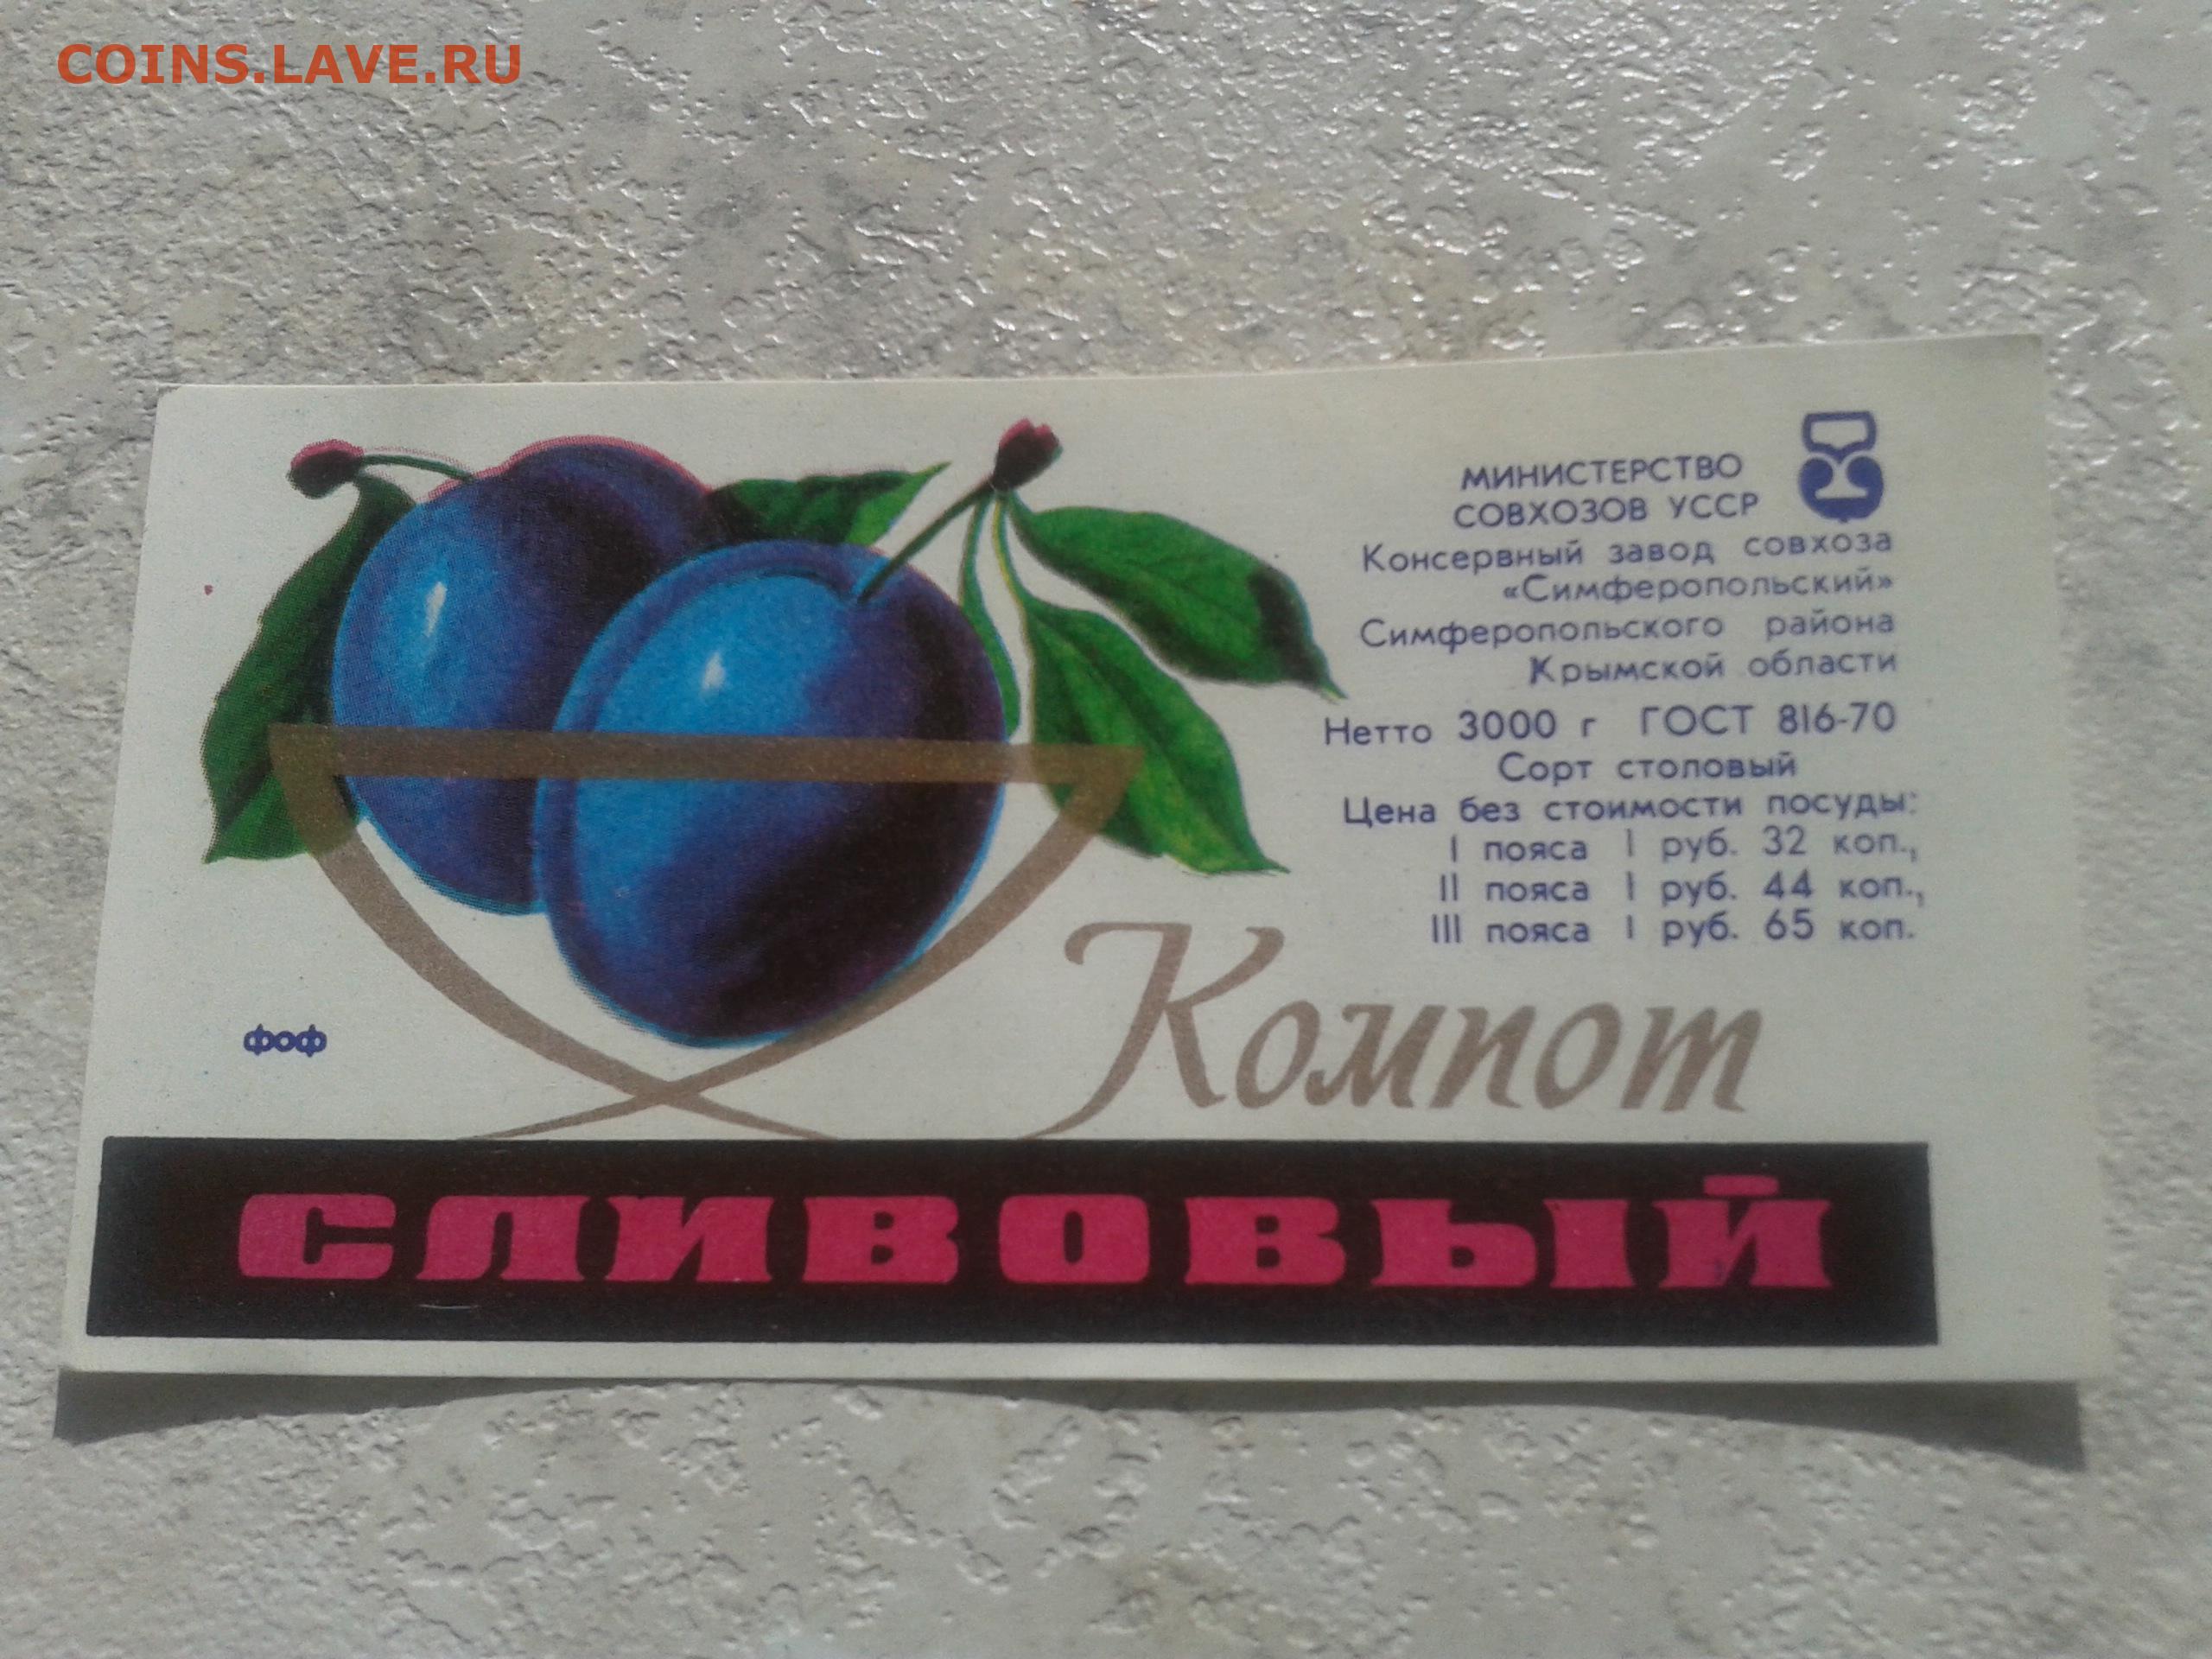 COINS.LAVE.RU
МИНИСТЕРСТВО
СОВХОЗОВ УССР
Консервный завод совхоза
«Симферопольский»
Симферопольского района
Крымской области
Нетто 3000 г ГОСТ 816-70
Сорт столовый
Цена без стоимости посуды:
I пояса 1 руб. 32 коп.,
II пояса 1 руб. 44 коп.,
III пояса 1 руб. 65 коп.
фоф
Компот
СЛИВОВЫЙ